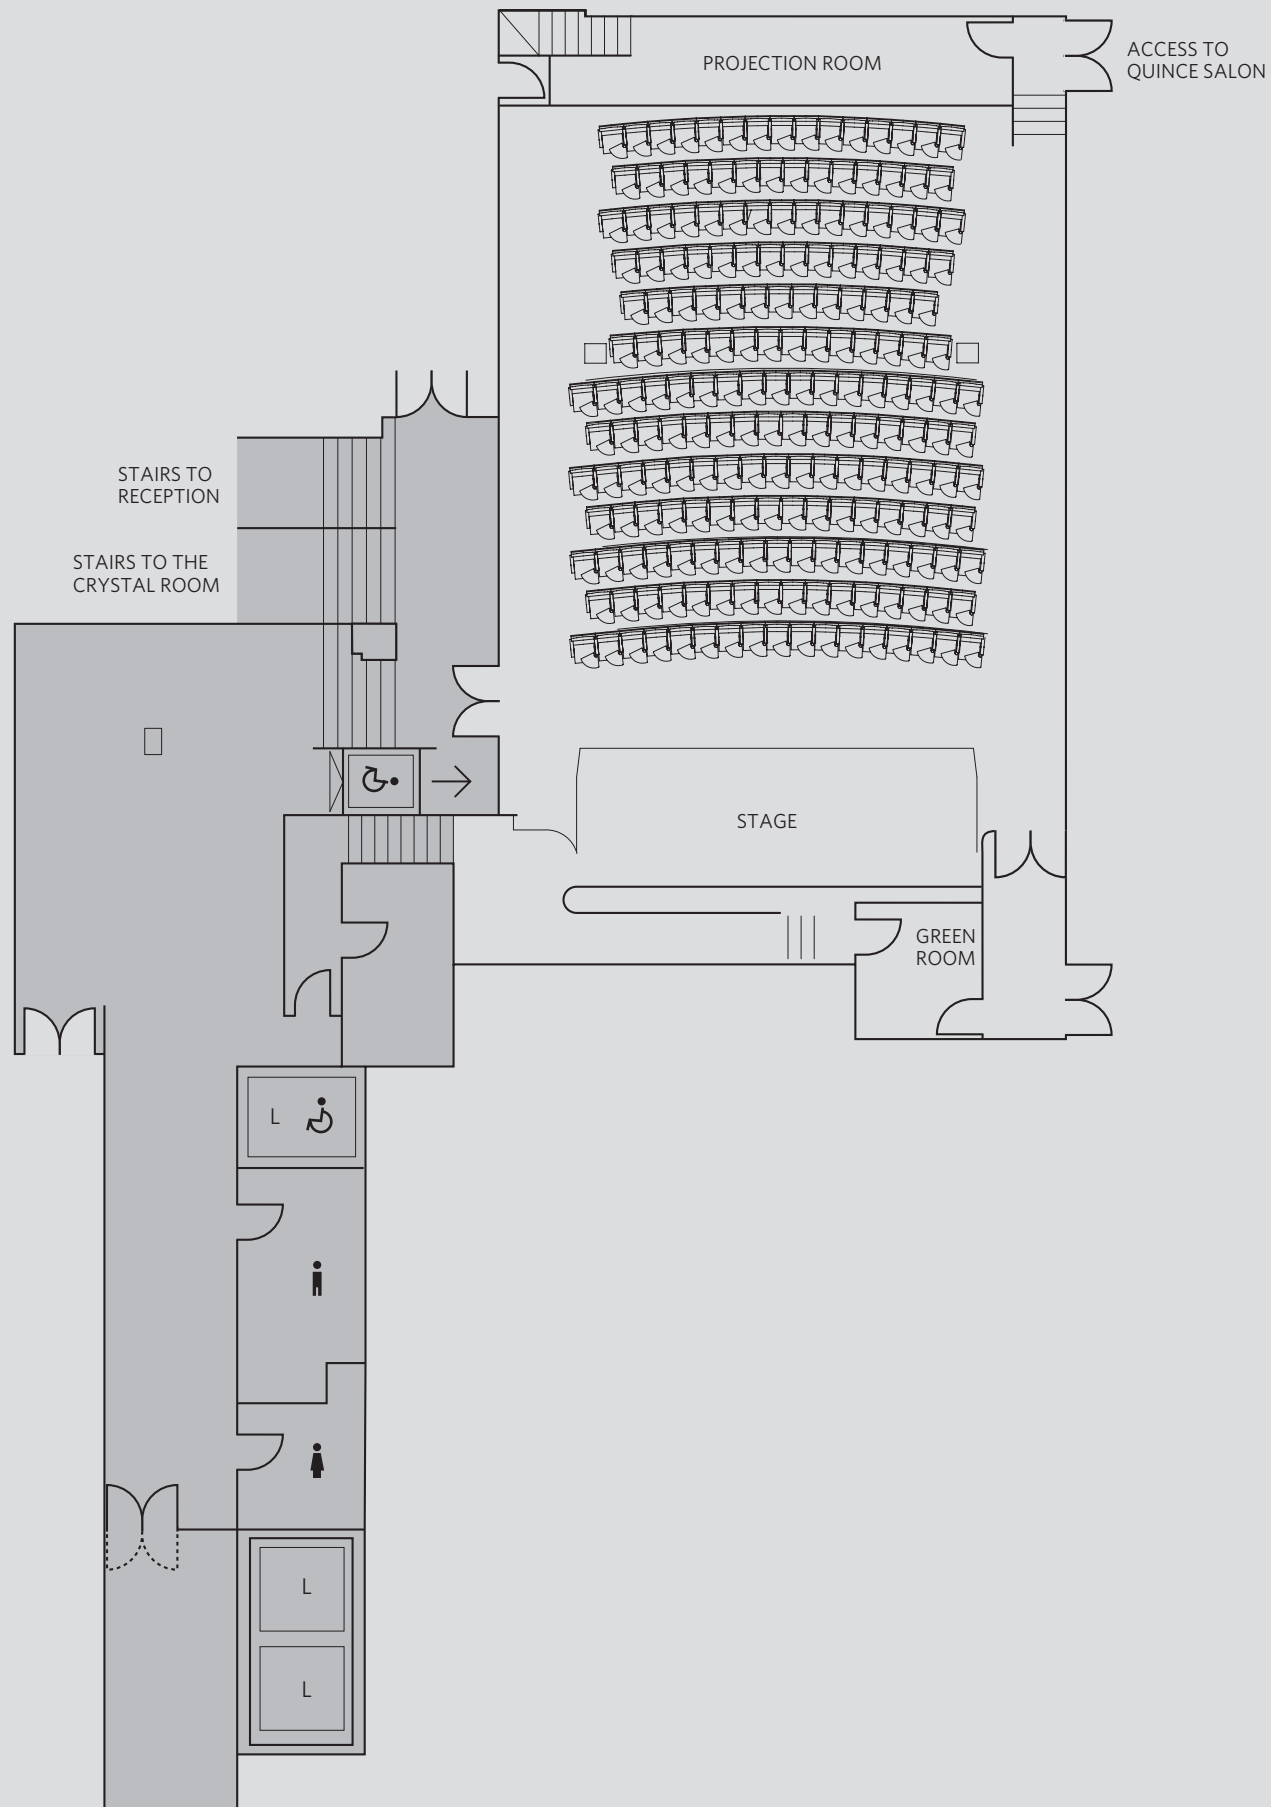 PROJECTION ROOM
ACCESS TO
QUINCE SALON
STAIRS TO
RECEPTION
STAIRS TO THE
CRYSTAL ROOM
STAGE
GREEN
ROOM
L
L
L